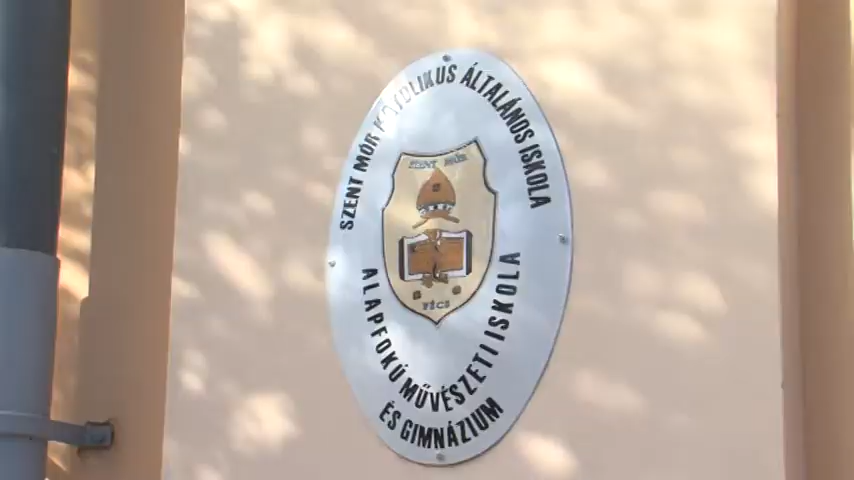 SZENT MÓR KATOLIKUS ÁLTALÁNOS ISKOLA
SZENT MÓR
PÉCS
ALAPFOKÚ MŰVÉSZETI ISKOLA
ÉS GIMNÁZIUM